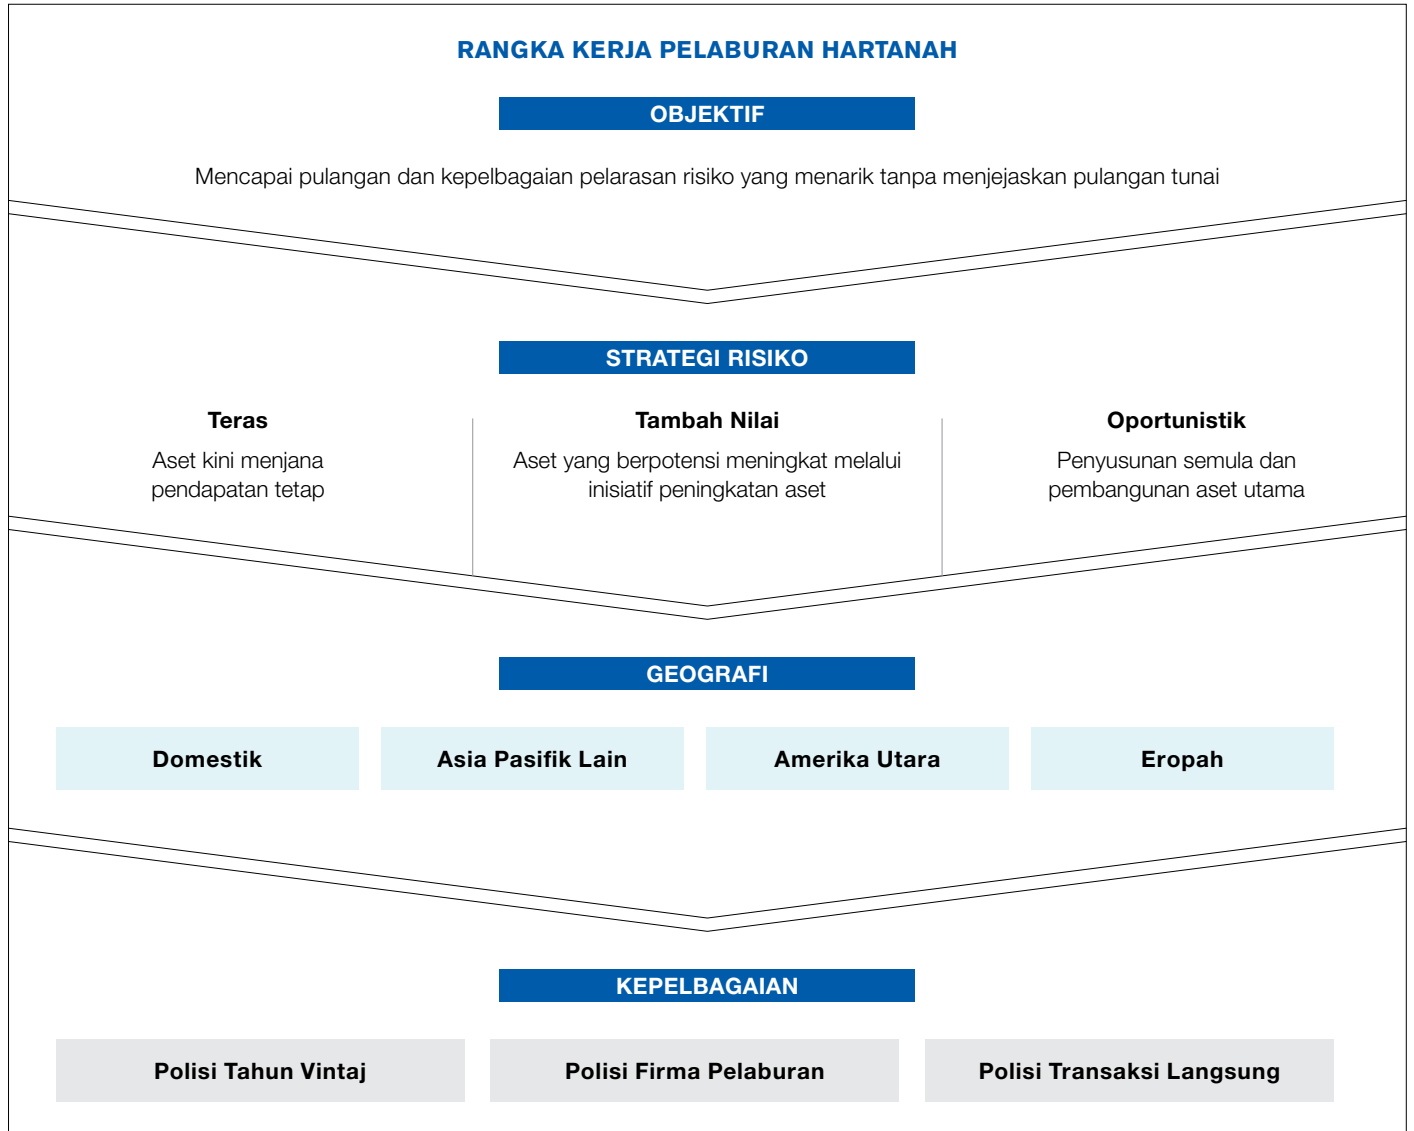 RANGKA KERJA PELABURAN HARTANAH
OBJEKTIF
Mencapai pulangan dan kepelbagaian pelarasan risiko yang menarik tanpa menjejaskan pulangan tunai
STRATEGI RISIKO
Teras
Aset kini menjana
pendapatan tetap
Tambah Nilai
Aset yang berpotensi meningkat melalui
inisiatif peningkatan aset
Oportunistik
Penyusunan semula dan
pembangunan aset utama
GEOGRAFI
Domestik
Asia Pasifik Lain
Amerika Utara
Eropah
KEPELBAGAIAN
Polisi Tahun Vintaj
Polisi Firma Pelaburan
Polisi Transaksi Langsung